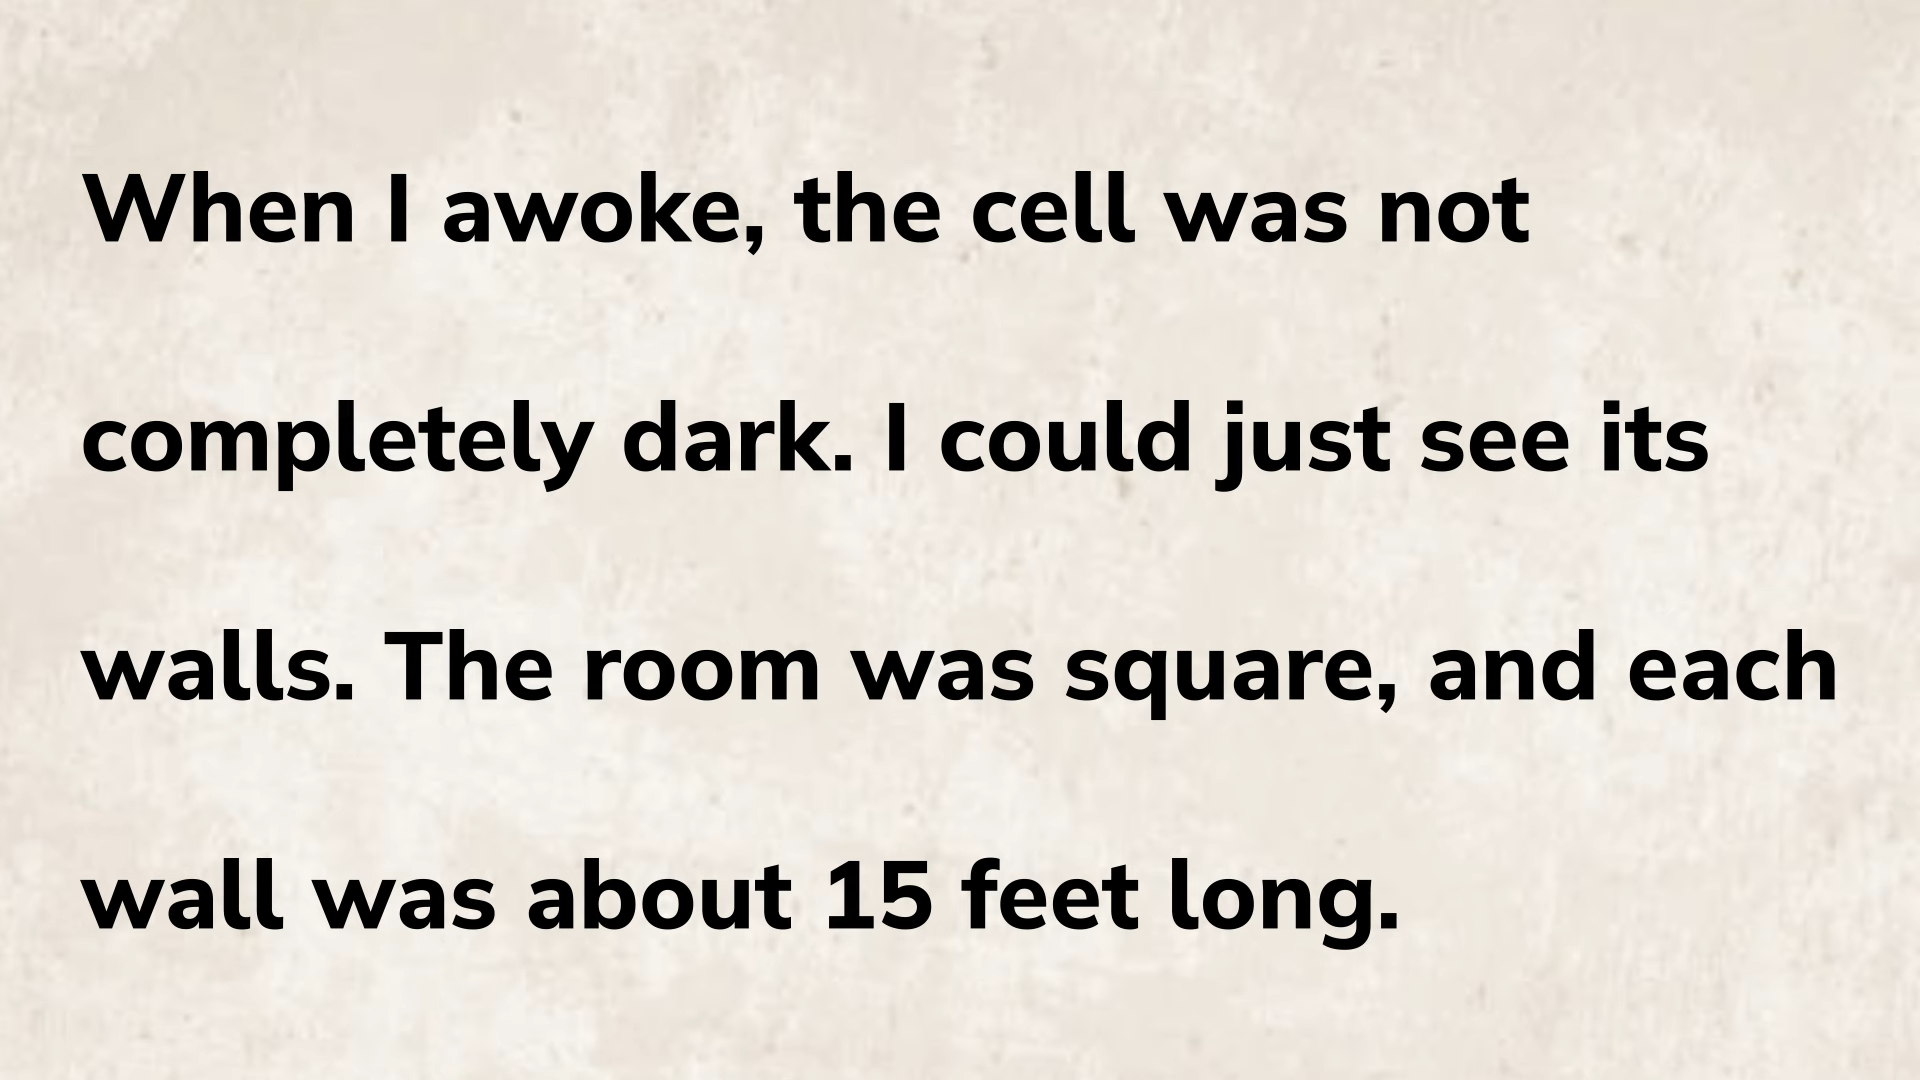 When I awoke, the cell was not
completely dark. I could just see its
walls. The room was square, and each
wall was about 15 feet long.